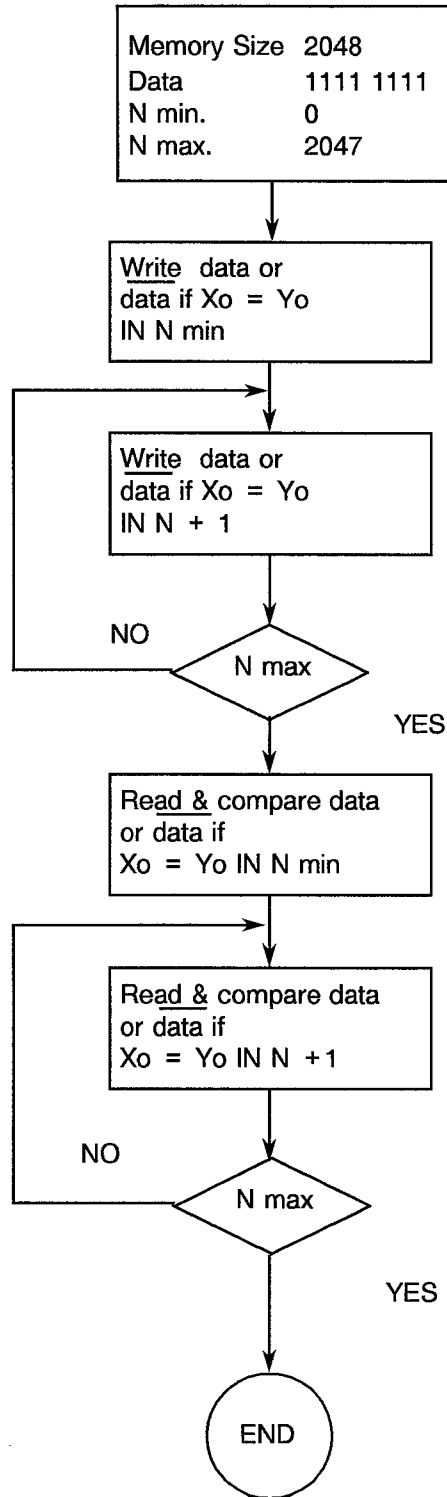 Memory Size 2048
Data 1111 1111
N min. 0
N max. 2047
Write data or
data if Xo = Yo
IN N min
Write data or
data if Xo = Yo
IN N + 1
NO
N max
YES
Read & compare data
or data if
Xo = Yo IN N min
Read & compare data
or data if
Xo = Yo IN N +1
NO
N max
YES
END